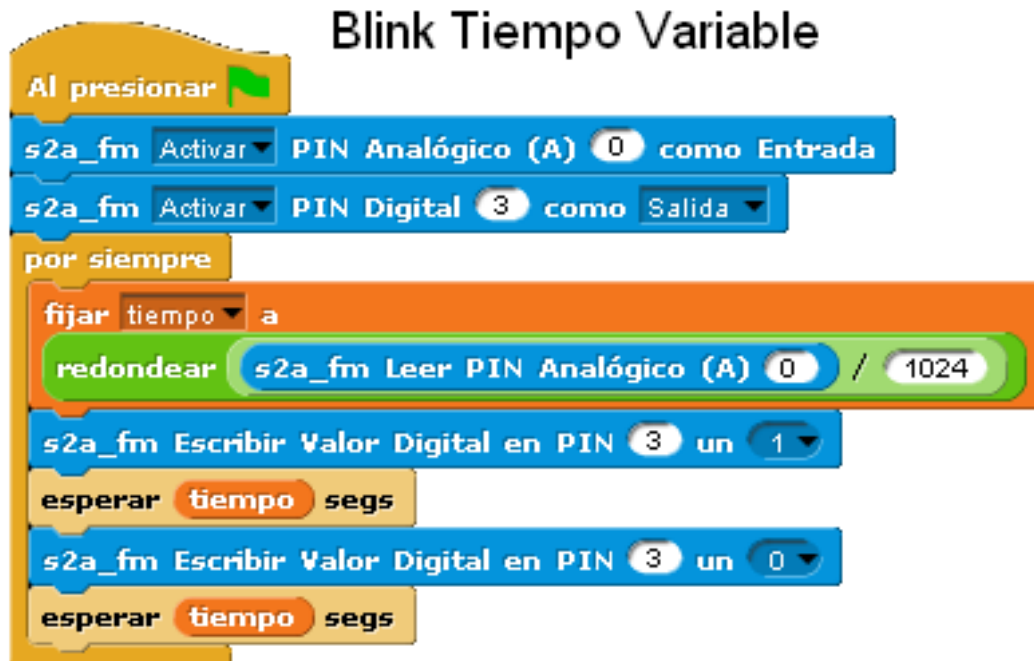 Blink Tiempo Variable
Al presionar
s2a_fm Activar PIN Analógico (A) 0 como Entrada
s2a_fm Activar PIN Digital 3 como Salida
por siempre
fijar tiempo a
redondear s2a_fm Leer PIN Analógico (A) 0 / 1024
s2a_fm Escribir Valor Digital en PIN 3 un 1
esperar tiempo segs
s2a_fm Escribir Valor Digital en PIN 3 un 0
esperar tiempo segs